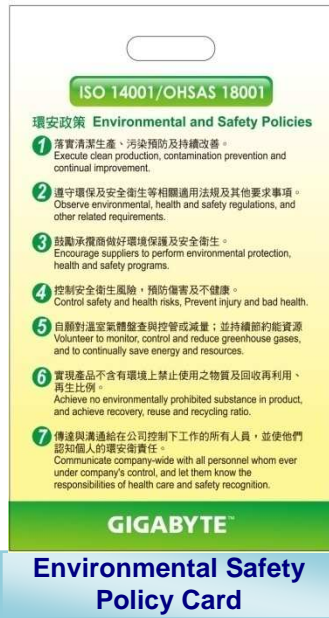 ISO 14001/OHSAS 18001
環安政策 Environmental and Safety Policies
1 落實清潔生產、污染預防及持續改善。
Execute clean production, contamination prevention and
continual improvement.
2 遵守環保及安全衛生等相關適用法規及其他要求事項。
Observe environmental, health and safety regulations, and
other related requirements.
3 鼓勵承攬商做好環境保護及安全衛生。
Encourage suppliers to perform environmental protection,
health and safety programs.
4 控制安全衛生風險，預防傷害及不健康。
Control safety and health risks, Prevent injury and bad health.
5 自願對溫室氣體盤查與控管或減量；並持續節約能資源
Volunteer to monitor, control and reduce greenhouse gases,
and to continually save energy and resources.
6 實現產品不含有環境上禁止使用之物質及回收再利用、
再生比例。
Achieve no environmentally prohibited substance in product,
and achieve recovery, reuse and recycling ratio.
7 傳達與溝通給在公司控制下工作的所有人員，並使他們
認知個人的環安衛責任。
Communicate company-wide with all personnel whom ever
under company's control, and let them know the
responsibilities of health care and safety recognition.
GIGABYTE™
Environmental Safety
Policy Card